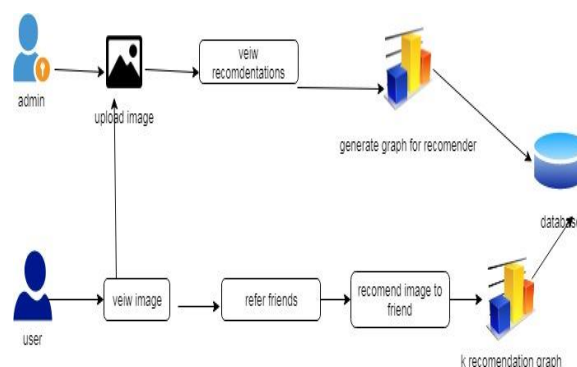 veiw
recomdentations
admin
upload image
generate graph for recomender
database
veiw image
refer friends
recomend image to
friend
user
k recomendation graph